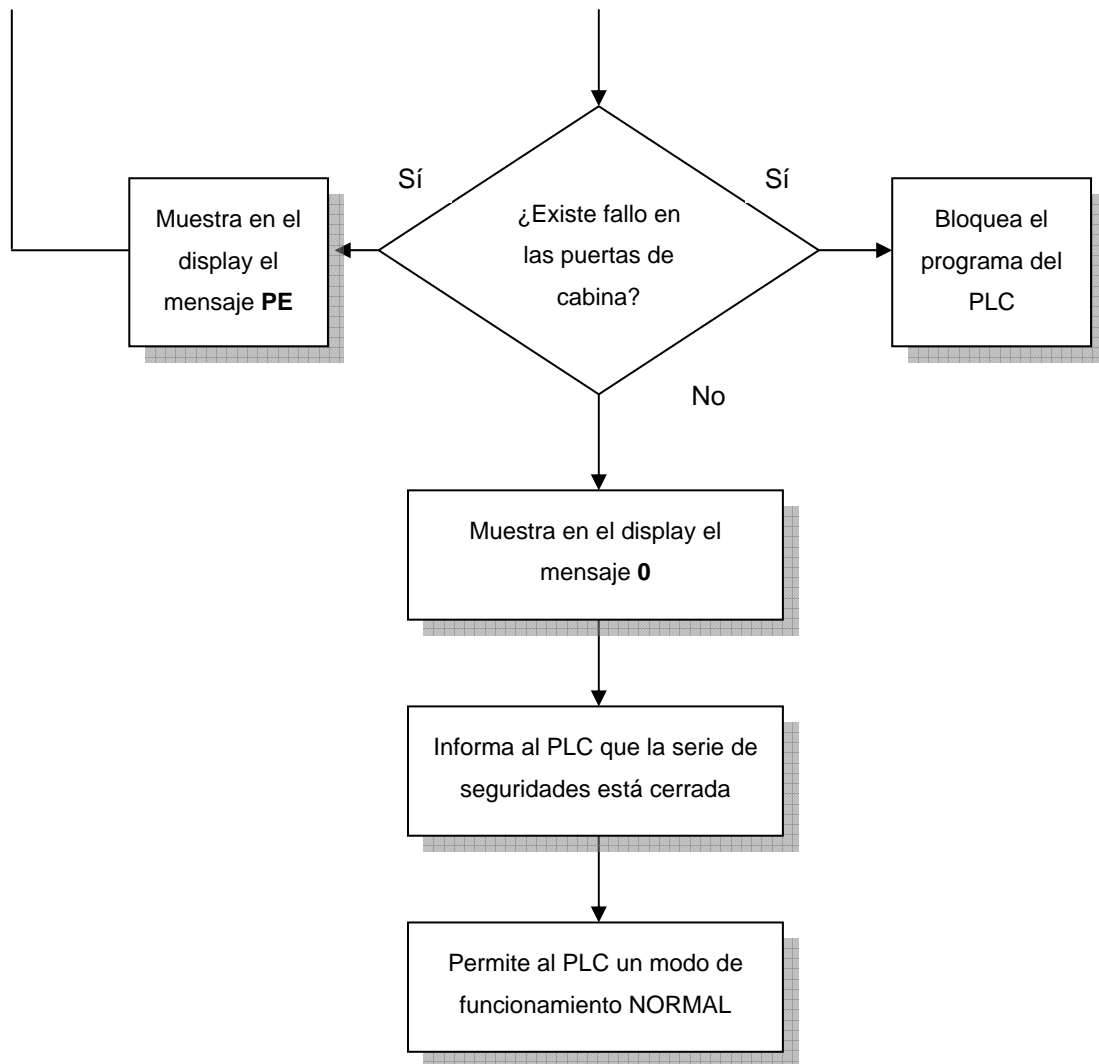 Sí
Sí
Muestra en el
display el
mensaje PE
¿Existe fallo en
las puertas de
cabina?
Bloquea el
programa del
PLC
No
Muestra en el display el
mensaje 0
Informa al PLC que la serie de
seguridades está cerrada
Permite al PLC un modo de
funcionamiento NORMAL